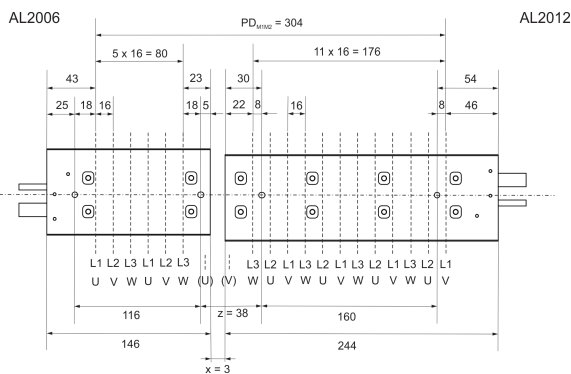 AL2006
AL2012
PDM1M2 = 304
5 x 16 = 80
11 x 16 = 176
43
23
30
54
25
18
16
18
5
22
8
16
8
46
L1 L2 L3 L1 L2 L3
L3 L2 L1 L3 L2 L1 L3 L2 L1 L3 L2 L1
U V W U V W (U) (V) W U V W U V W U V W U V
116
z = 38
160
146
244
x = 3